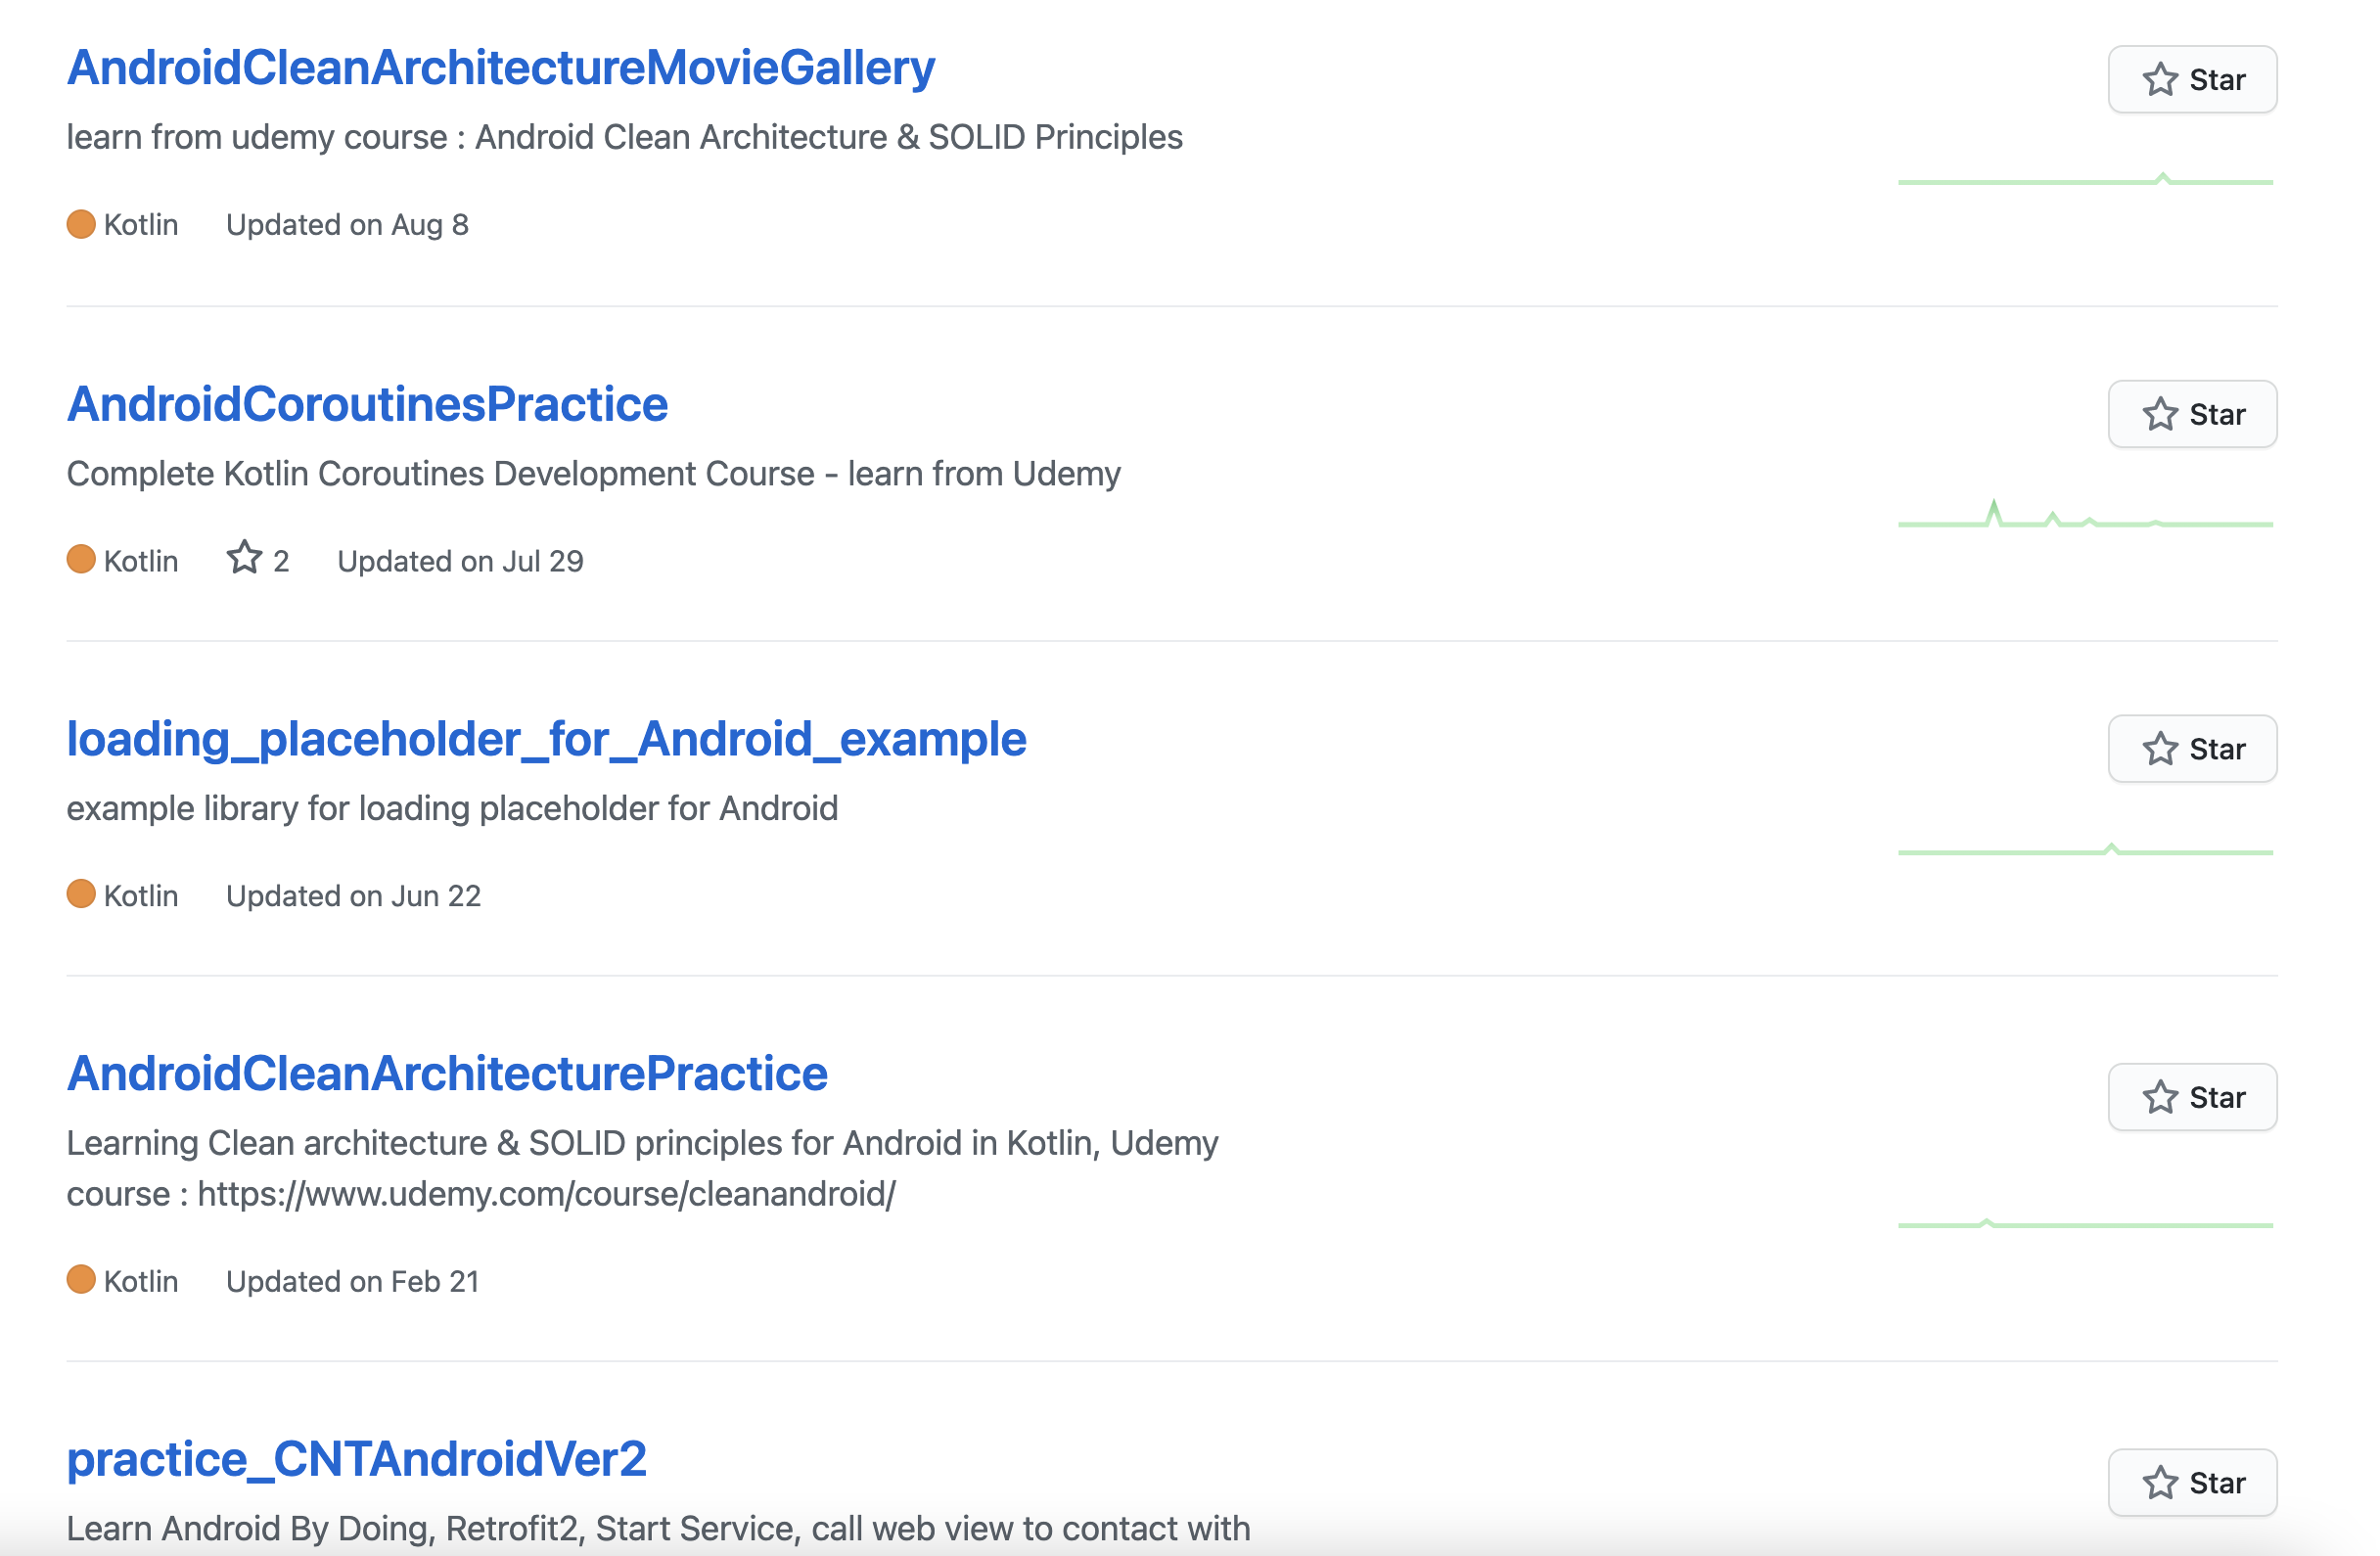 AndroidCleanArchitectureMovieGallery
Star
learn from udemy course : Android Clean Architecture & SOLID Principles
Kotlin Updated on Aug 8
AndroidCoroutinesPractice
Star
Complete Kotlin Coroutines Development Course - learn from Udemy
Kotlin 2 Updated on Jul 29
loading_placeholder_for_Android_example
Star
example library for loading placeholder for Android
Kotlin Updated on Jun 22
AndroidCleanArchitecturePractice
Star
Learning Clean architecture & SOLID principles for Android in Kotlin, Udemy
course : https://www.udemy.com/course/cleanandroid/
Kotlin Updated on Feb 21
practice_CNTAndroidVer2
Star
Learn Android By Doing, Retrofit2, Start Service, call web view to contact with